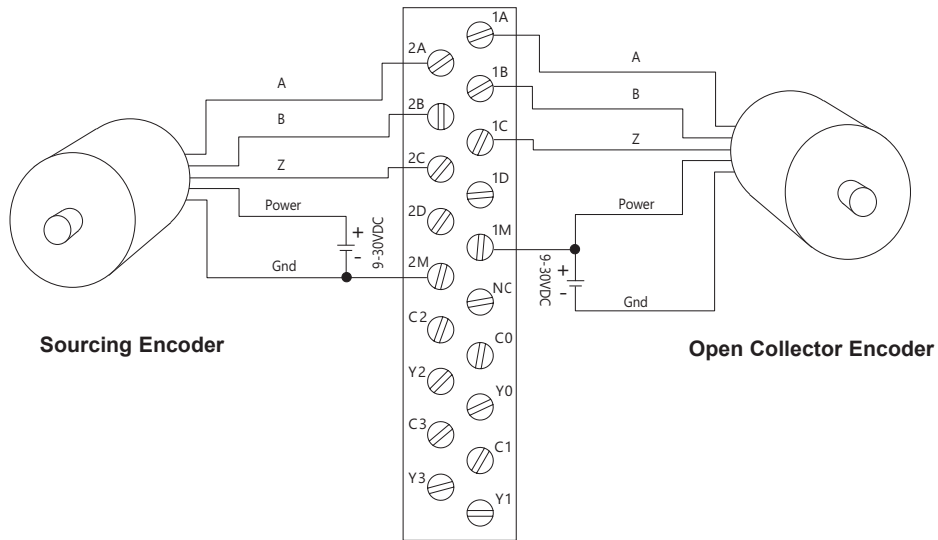 1A
2A
A
A
1B
B
2B
B
1C
Z
2C
Z
1D
Power
2D
Power
+
9-30VDC
-
1M
Gnd
2M
+
9-30VDC
-
NC
Gnd
C2
C0
Sourcing Encoder
Open Collector Encoder
Y2
Y0
C3
C1
Y3
Y1